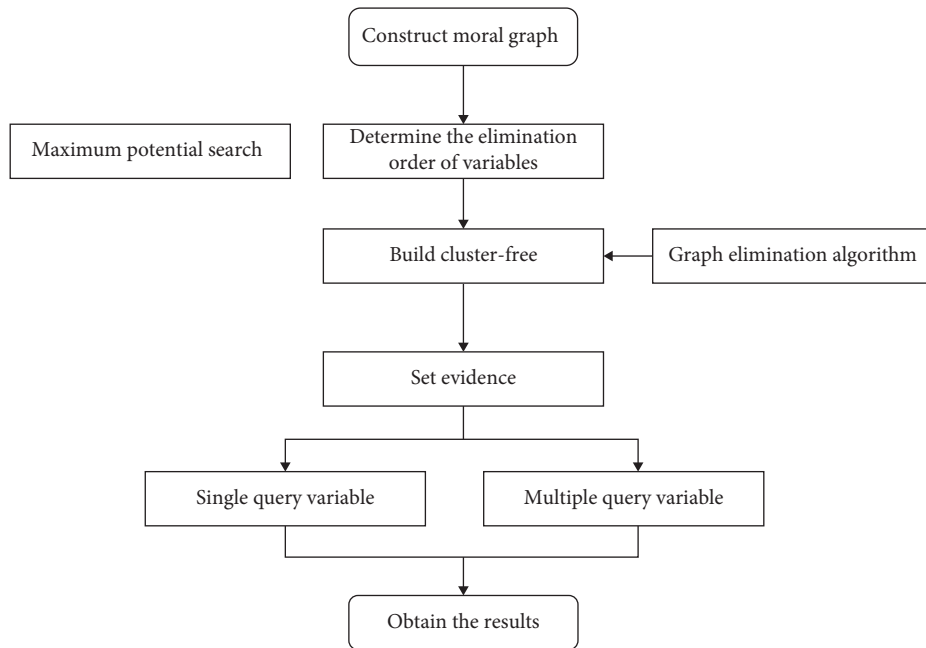 Construct moral graph
Maximum potential search
Determine the elimination
order of variables
Build cluster-free
Graph elimination algorithm
Set evidence
Single query variable
Multiple query variable
Obtain the results